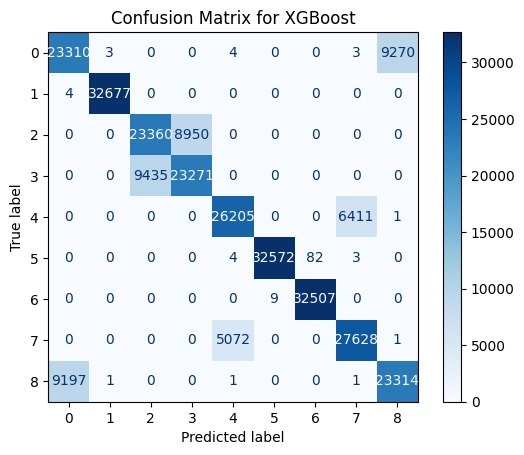 Confusion Matrix for XGBoost
0 23310 3 0 0 4 0 0 3 9270
1 4 32677 0 0 0 0 0 0 0
2 0 0 23360 8950 0 0 0 0 0
3 0 0 9435 23271 0 0 0 0 0
4 0 0 0 0 26205 0 0 6411 1
5 0 0 0 0 4 32572 82 3 0
6 0 0 0 0 0 9 32507 0 0
7 0 0 0 0 5072 0 0 27628 1
8 9197 1 0 0 1 0 0 1 23314
0 1 2 3 4 5 6 7 8
Predicted label
True label
30000
25000
20000
15000
10000
5000
0